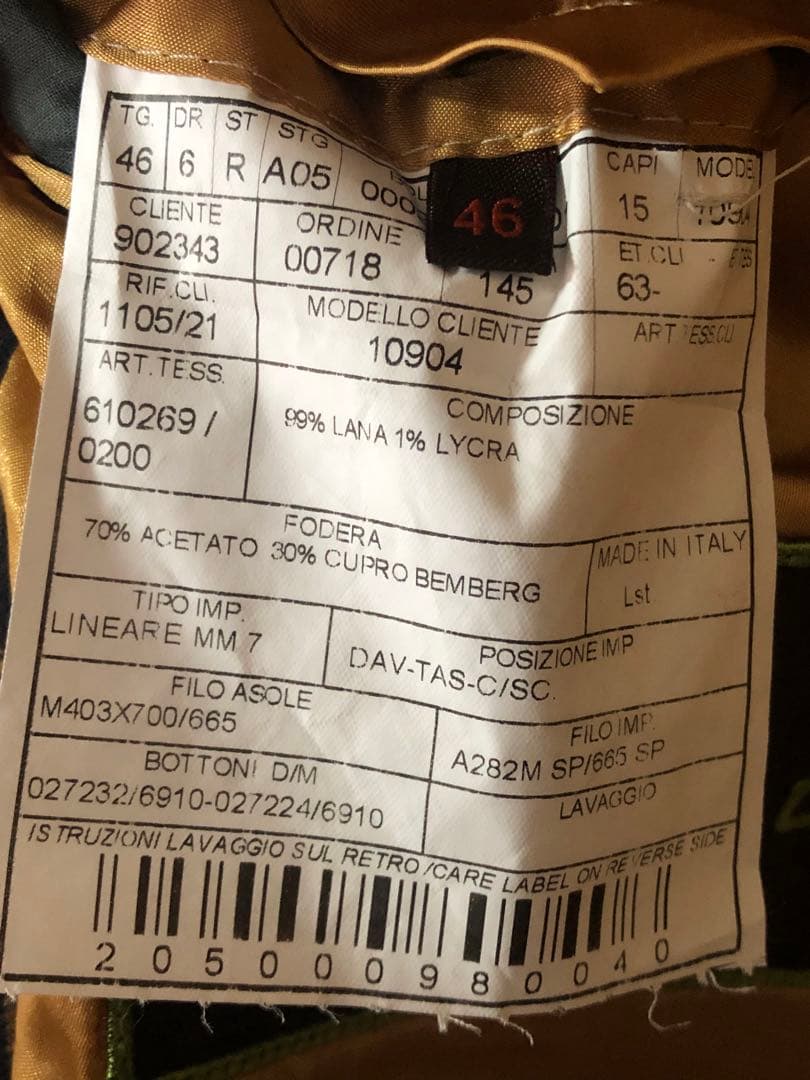 TG. DR ST STG CAPI MODE
46 6 R A05 000 46 15
CLIENTE ORDINE ET.CLI
902343 00718 145 63-
RIF.CLI. MODELLO CLIENTE ART
1105/21 10904
ART.TESS. COMPOSIZIONE
610269/ 99% LANA 1% LYCRA
0200
FODERA
70% ACETATO 30% CUPRO BEMBERG
MADE IN ITALY
Lst
TIPO IMP. POSIZIONE IMP
LINEARE MM 7 DAV-TAS-C/SC.
FILO ASOLE FILO IMP.
M403X700/665 A282M SP/665 SP
BOTTONI D/M LAVAGGIO
027232/6910-027224/6910
ISTRUZIONI LAVAGGIO SUL RETRO /CARE LABEL ON REVERSE SIDE
205000980040